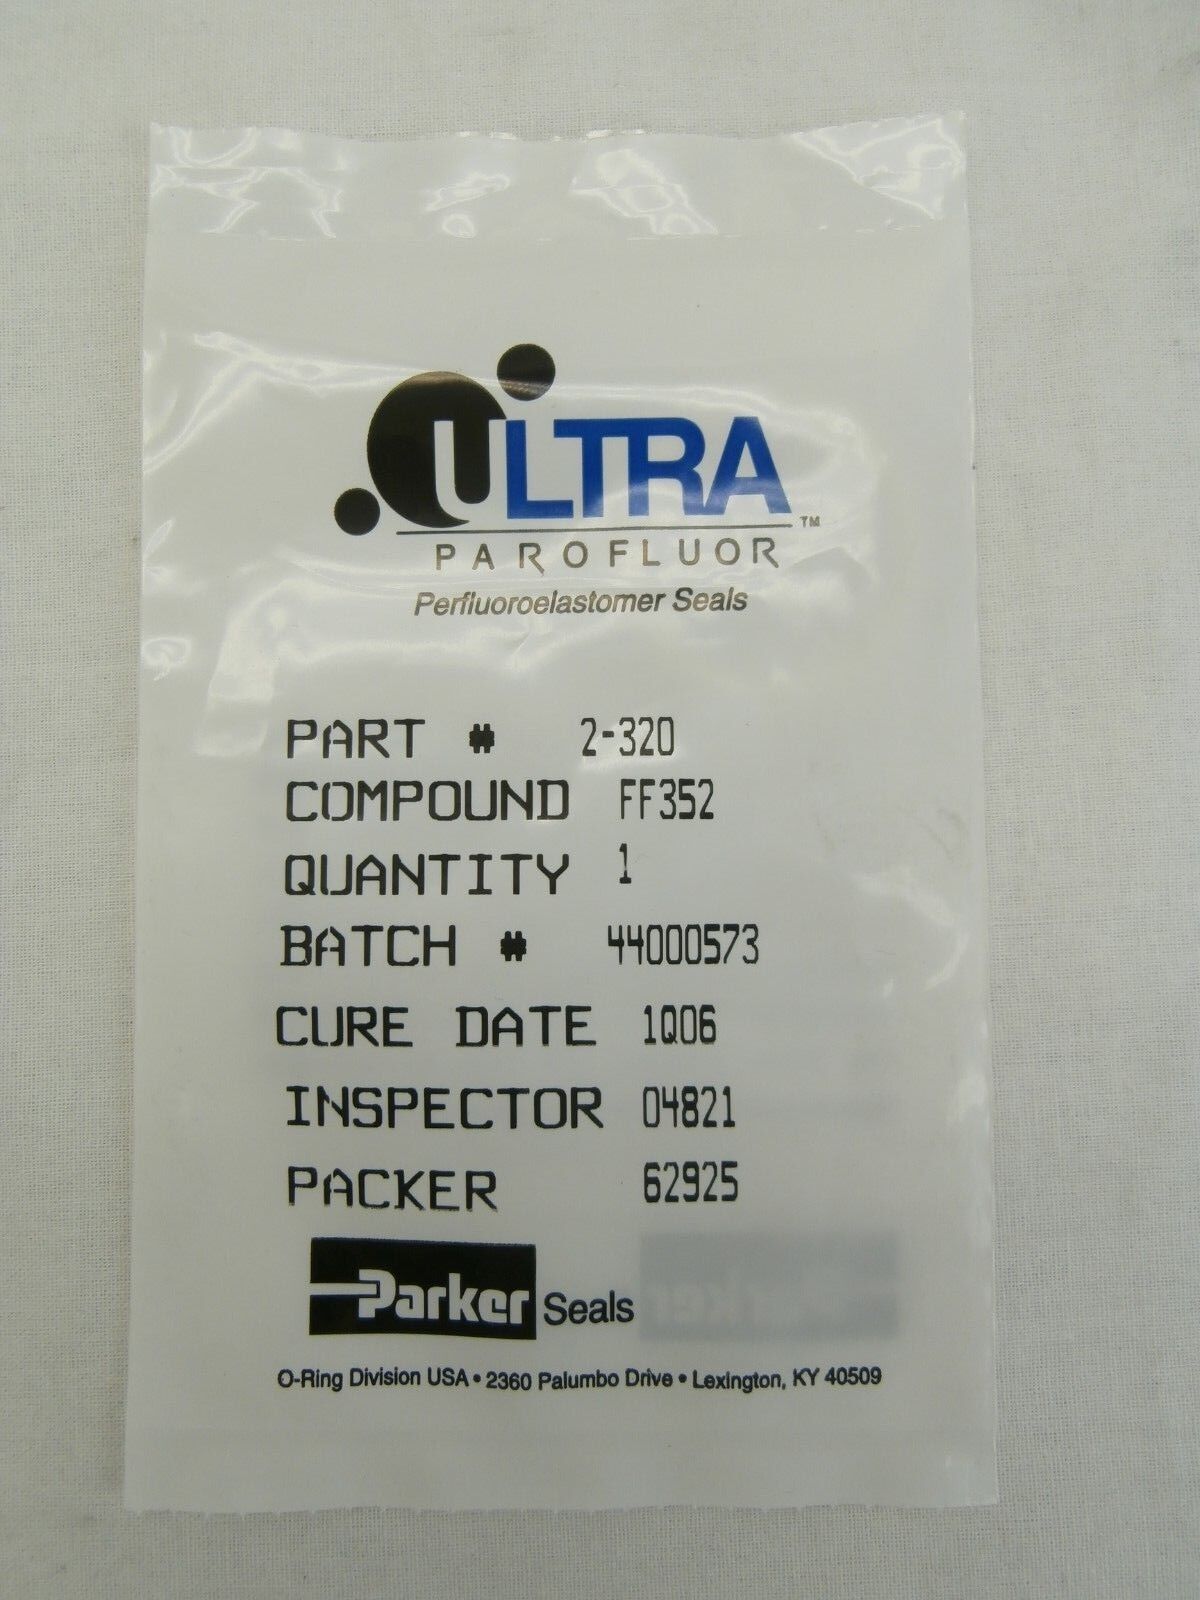 ULTRA™
PAROFLUOR
Perfluoroelastomer Seals
PART # 2-320
COMPOUND FF352
QUANTITY 1
BATCH # 44000573
CURE DATE 1Q06
INSPECTOR 04821
PACKER 62925
Parker Seals
O-Ring Division USA • 2360 Palumbo Drive • Lexington, KY 40509